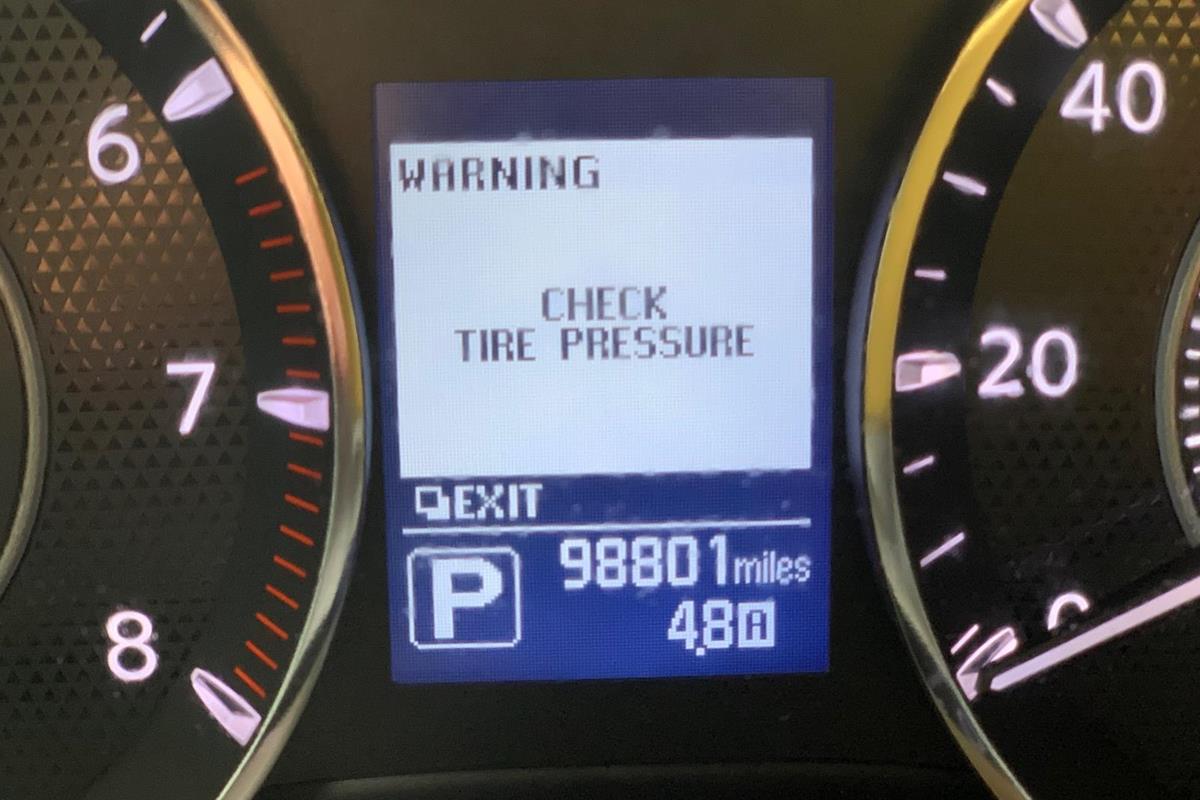 WARNING
CHECK
TIRE PRESSURE
EXIT
P
98801 miles
4.8 A
6
7
8
40
20